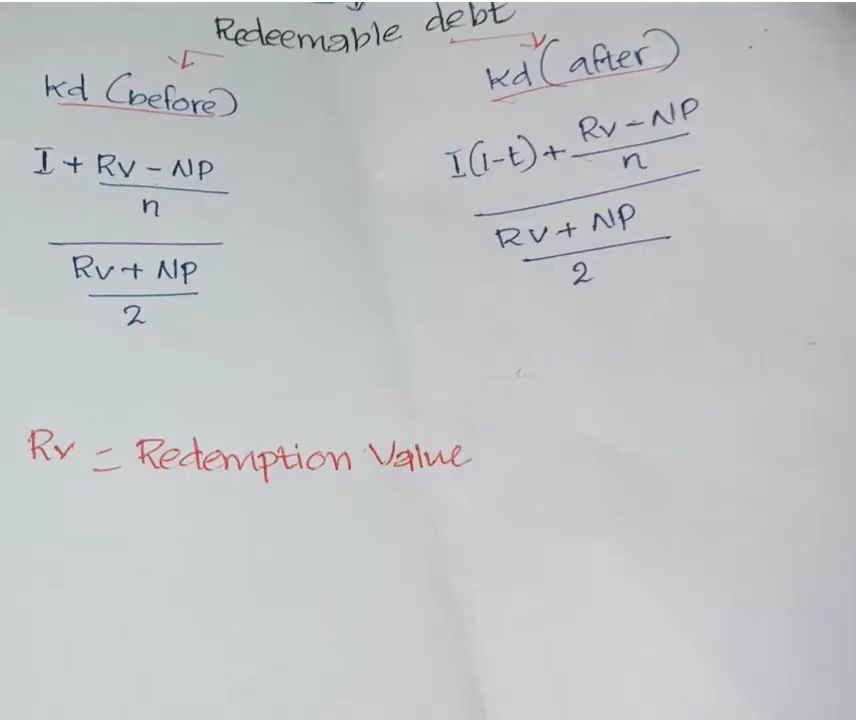 Redeemable debt
kd (before)
kd (after)
I + RV - NP
n
RV + NP
2
I(1-t) + RV - NP
n
RV + NP
2
RV = Redemption Value